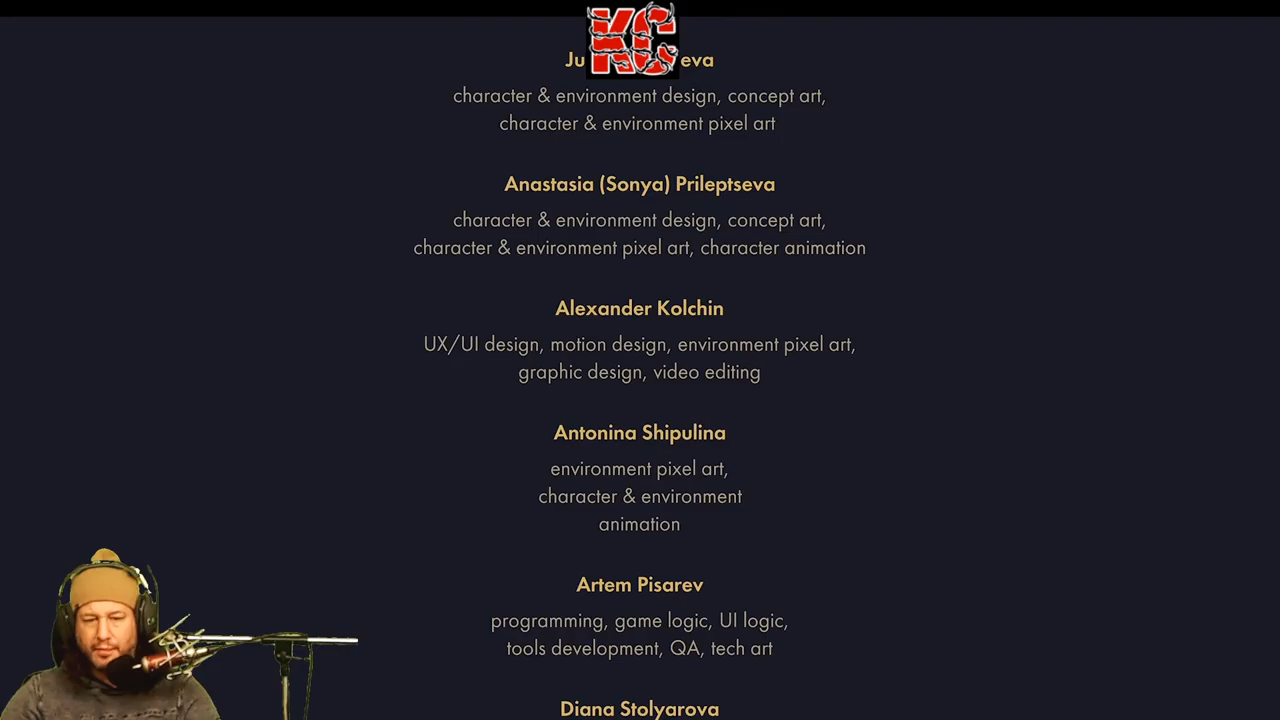 KC
character & environment design, concept art,
character & environment pixel art
Anastasia (Sonya) Prileptseva
character & environment design, concept art,
character & environment pixel art, character animation
Alexander Kolchin
UX/UI design, motion design, environment pixel art,
graphic design, video editing
Antonina Shipulina
environment pixel art,
character & environment
animation
Artem Pisarev
programming, game logic, UI logic,
tools development, QA, tech art
Diana Stolyarova